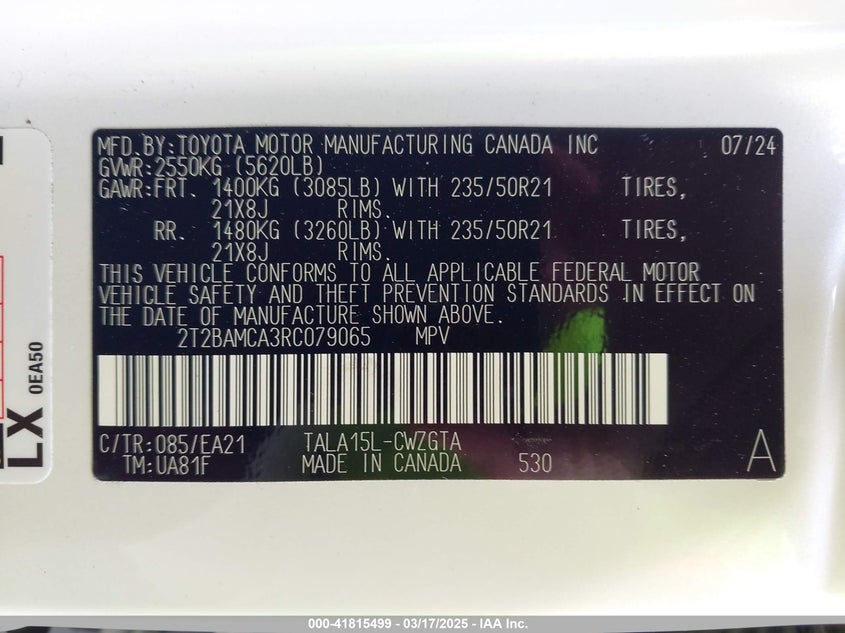 MFD. BY: TOYOTA MOTOR MANUFACTURING CANADA INC 07/24
GVWR: 2550KG (5620LB)
GAWR: FRT. 1400KG (3085LB) WITH 235/50R21 TIRES,
21X8J RIMS.
RR. 1480KG (3260LB) WITH 235/50R21 TIRES,
21X8J RIMS.
THIS VEHICLE CONFORMS TO ALL APPLICABLE FEDERAL MOTOR
VEHICLE SAFETY AND THEFT PREVENTION STANDARDS IN EFFECT ON
THE DATE OF MANUFACTURE SHOWN ABOVE.
2T2BAMCA3RC079065 MPV
C/TR: 085/EA21 TALA15L-CWZGTA
TM: UA81F MADE IN CANADA 530 A
LX 0EA50
000-41815499 — 03/17/2025 — IAA Inc.